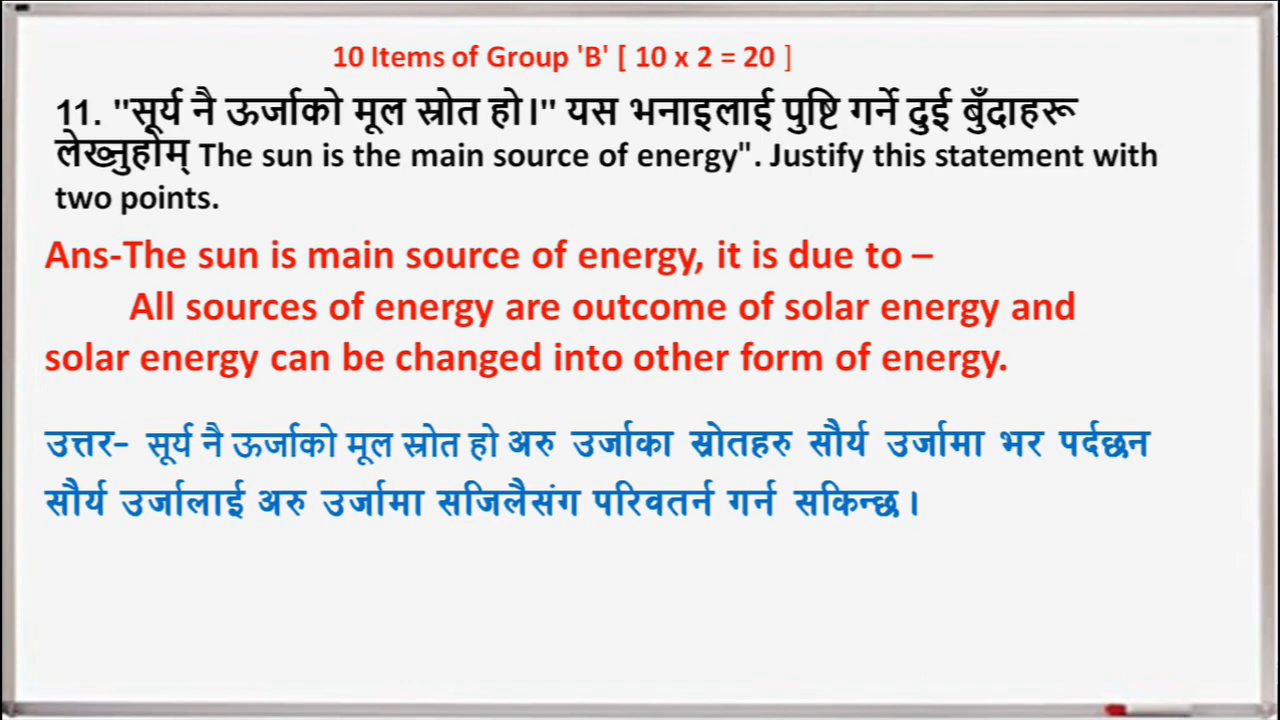 10 Items of Group 'B' [ 10 x 2 = 20 ]
11. "सूर्य नै ऊर्जाको मूल स्रोत हो।" यस भनाइलाई पुष्टि गर्ने दुई बुँदाहरू
लेख्नुहोम् The sun is the main source of energy". Justify this statement with
two points.
Ans-The sun is main source of energy, it is due to –
All sources of energy are outcome of solar energy and
solar energy can be changed into other form of energy.
उत्तर- सूर्य नै ऊर्जाको मूल स्रोत हो अरु उर्जाका स्रोतहरु सौर्य उर्जामा भर पर्दछन
सौर्य उर्जालाई अरु उर्जामा सजिलैसंग परिवतर्न गर्न सकिन्छ ।